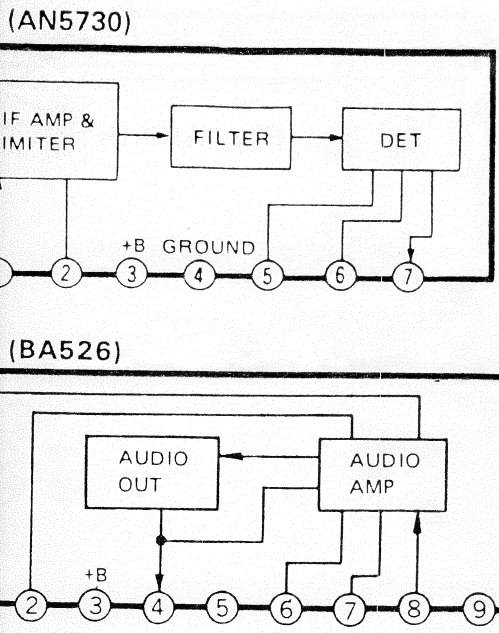 (AN5730)
IF AMP &
IMITER
FILTER
DET
+B GROUND
2 3 4 5 6 7
(BA526)
AUDIO
OUT
AUDIO
AMP
+B
2 3 4 5 6 7 8 9